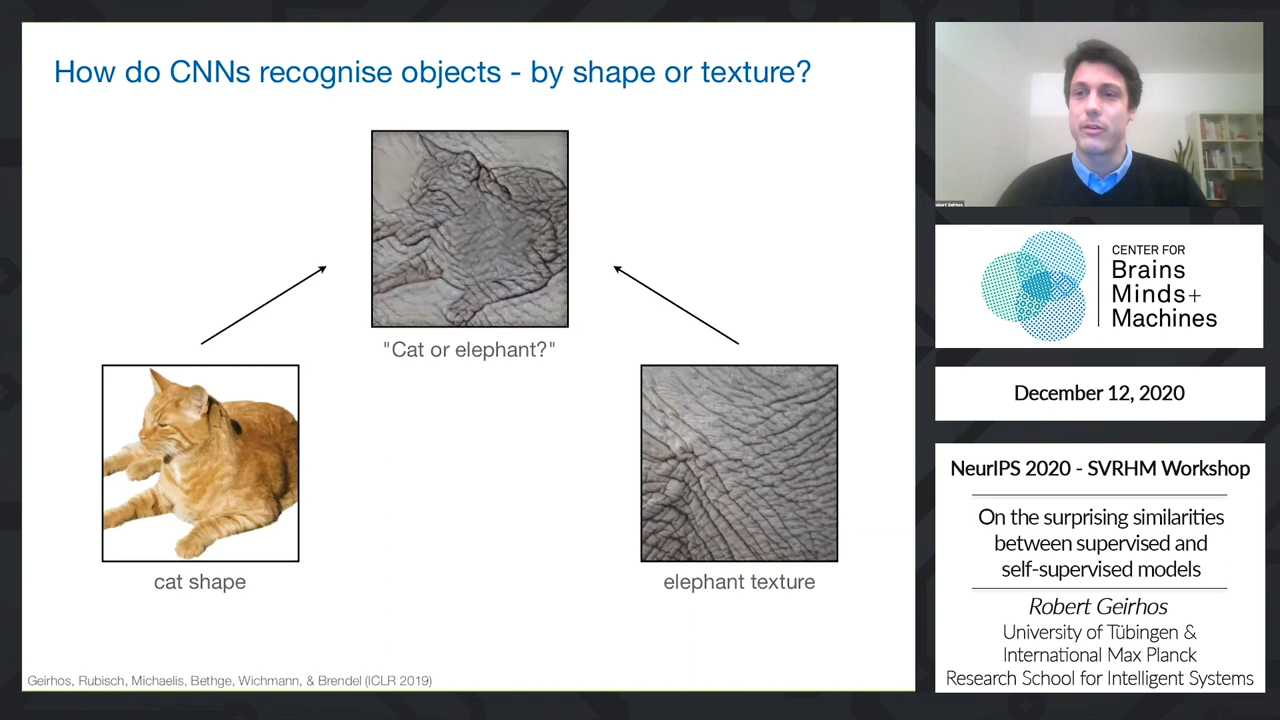 How do CNNs recognise objects - by shape or texture?
"Cat or elephant?"
cat shape
elephant texture
Geirhos, Rubisch, Michaelis, Bethge, Wichmann, & Brendel (ICLR 2019)
Robert Geirhos
CENTER FOR
Brains
Minds+
Machines
December 12, 2020
NeurIPS 2020 - SVRHM Workshop
On the surprising similarities
between supervised and
self-supervised models
Robert Geirhos
University of Tübingen &
International Max Planck
Research School for Intelligent Systems